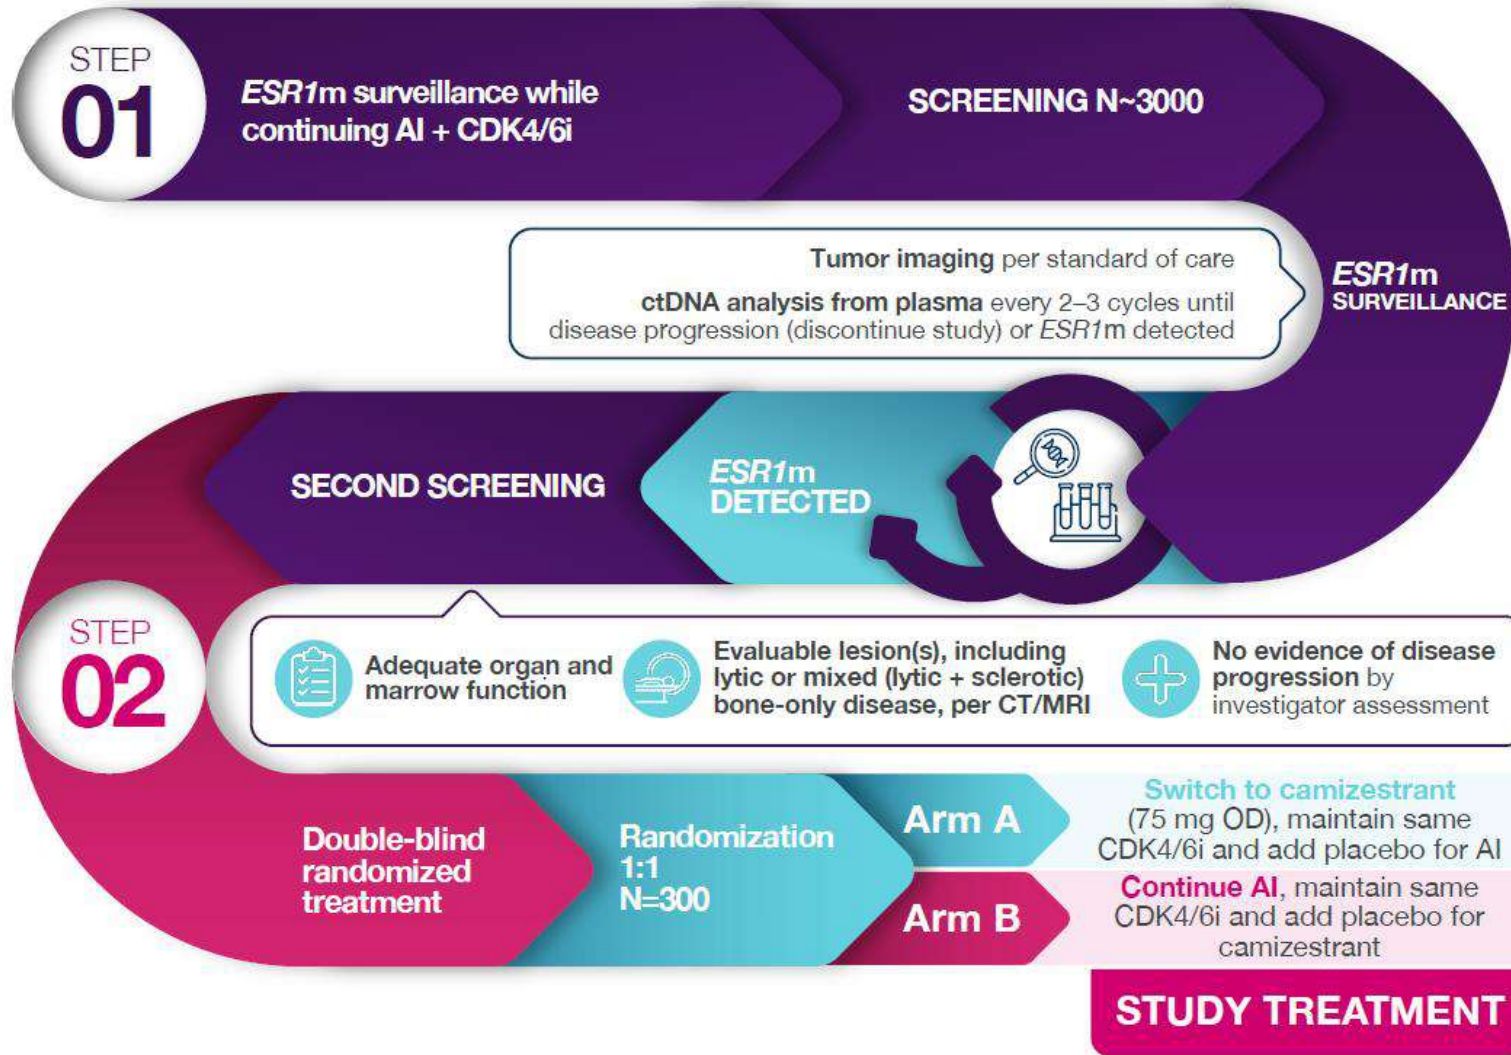 STEP
01
ESR1m surveillance while
continuing AI + CDK4/6i
SCREENING N~3000
Tumor imaging per standard of care
ctDNA analysis from plasma every 2–3 cycles until
disease progression (discontinue study) or ESR1m detected
ESR1m
SURVEILLANCE
ESR1m
DETECTED
SECOND SCREENING
STEP
02
Adequate organ and
marrow function
Evaluable lesion(s), including
lytic or mixed (lytic + sclerotic)
bone-only disease, per CT/MRI
No evidence of disease
progression by
investigator assessment
Double-blind
randomized
treatment
Randomization
1:1
N=300
Arm A
Switch to camizestrant
(75 mg OD), maintain same
CDK4/6i and add placebo for AI
Arm B
Continue AI, maintain same
CDK4/6i and add placebo for
camizestrant
STUDY TREATMENT